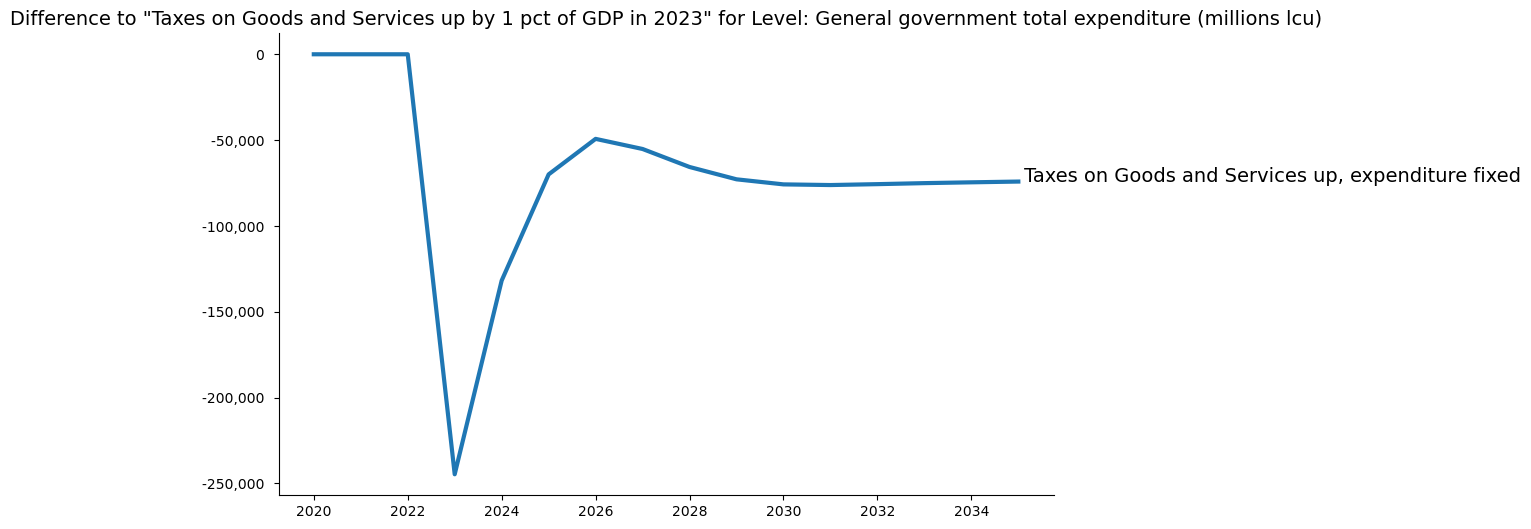 Difference to "Taxes on Goods and Services up by 1 pct of GDP in 2023" for Level: General government total expenditure (millions lcu)
0
-50,000
Taxes on Goods and Services up, expenditure fixed
-100,000
-150,000
-200,000
-250,000
2020 2022 2024 2026 2028 2030 2032 2034